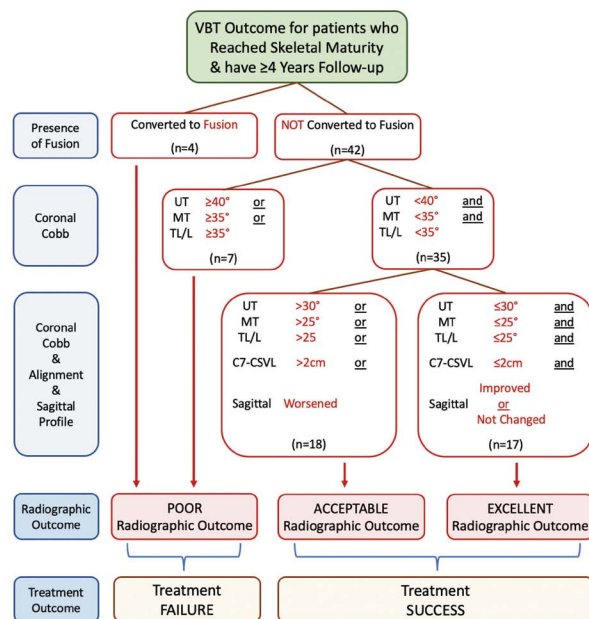 VBT Outcome for patients who
Reached Skeletal Maturity
& have ≥4 Years Follow-up
Presence
of Fusion
Converted to Fusion
(n=4)
NOT Converted to Fusion
(n=42)
Coronal
Cobb
UT ≥40° or
MT ≥35° or
TL/L ≥35°
(n=7)
UT <40° and
MT <35° and
TL/L <35°
(n=35)
Coronal
Cobb
&
Alignment
&
Sagittal
Profile
UT >30° or
MT >25° or
TL/L >25 or
C7-CSVL >2cm or
Sagittal Worsened
(n=18)
UT ≤30° and
MT ≤25° and
TL/L ≤25° and
C7-CSVL ≤2cm and
Improved
Sagittal or
Not Changed
(n=17)
Radiographic
Outcome
POOR
Radiographic Outcome
ACCEPTABLE
Radiographic Outcome
EXCELLENT
Radiographic Outcome
Treatment
Outcome
Treatment
FAILURE
Treatment
SUCCESS